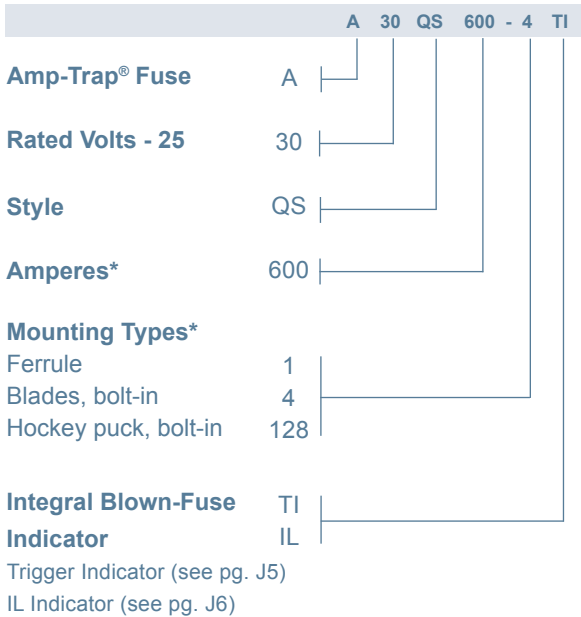 A 30 QS 600 - 4 TI
Amp-Trap® Fuse A
Rated Volts - 25 30
Style QS
Amperes* 600
Mounting Types*
Ferrule 1
Blades, bolt-in 4
Hockey puck, bolt-in 128
Integral Blown-Fuse TI
Indicator IL
Trigger Indicator (see pg. J5)
IL Indicator (see pg. J6)